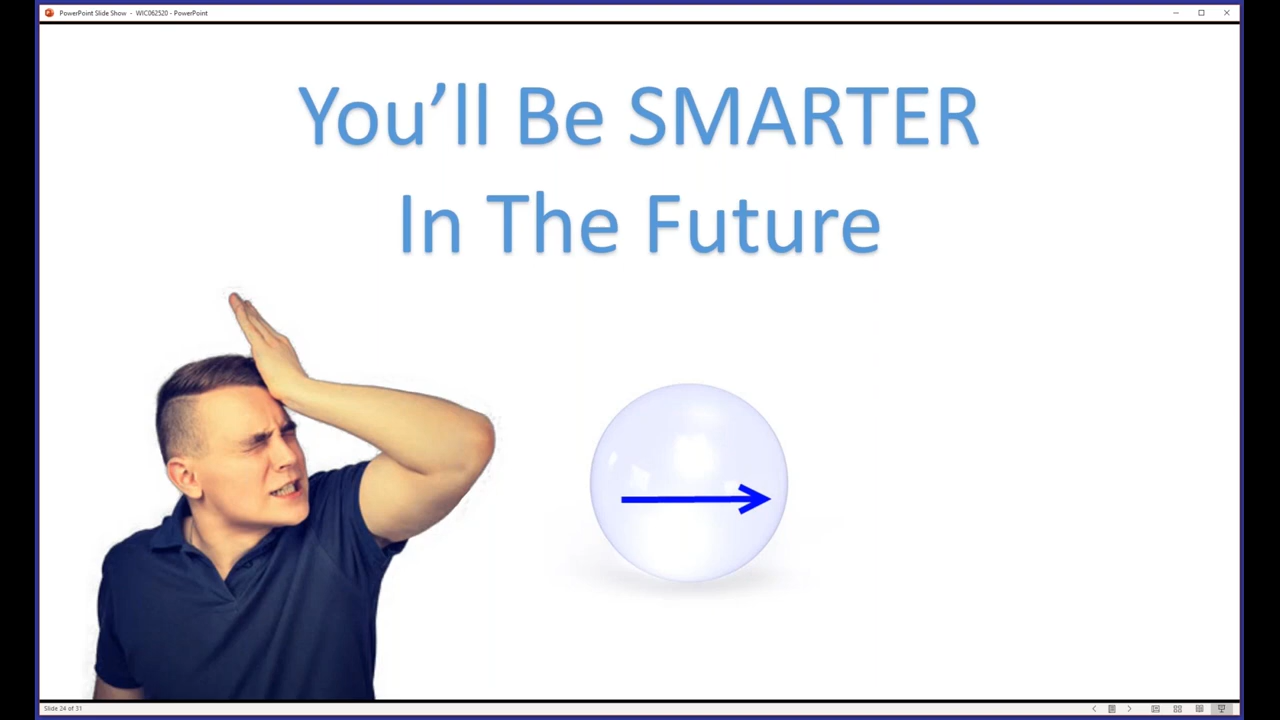 PowerPoint Slide Show - WIC062520 - PowerPoint
You’ll Be SMARTER
In The Future
Slide 24 of 31